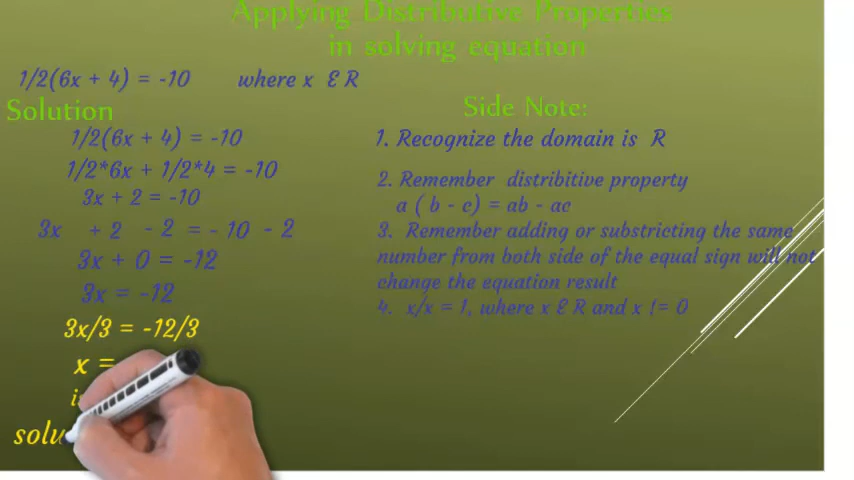 Applying Distributive Properties
in solving equation
1/2(6x + 4) = -10 where x ℰ R
Solution
1/2(6x + 4) = -10
1/2*6x + 1/2*4 = -10
3x + 2 = -10
3x + 2 - 2 = - 10 - 2
3x + 0 = -12
3x = -12
3x/3 = -12/3
x =
Side Note:
1. Recognize the domain is R
2. Remember distribitive property
a ( b - c) = ab - ac
3. Remember adding or substricting the same
number from both side of the equal sign will not
change the equation result
4. x/x = 1, where x ℰ R and x != 0